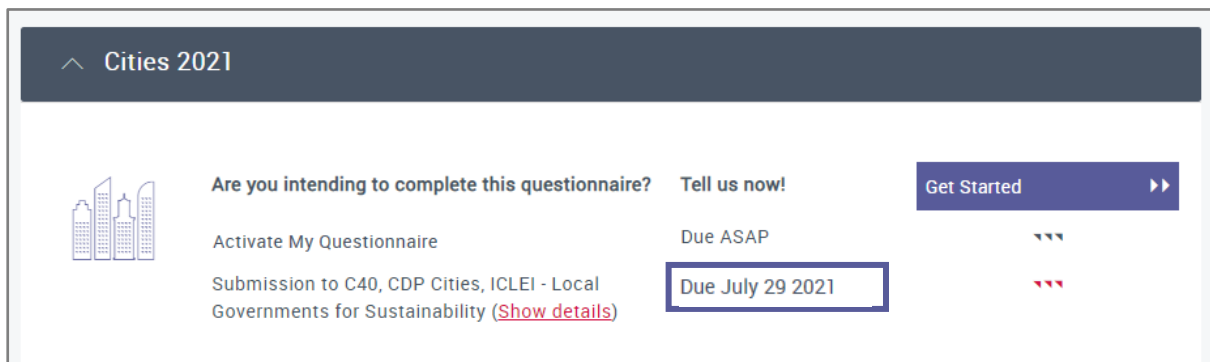 Cities 2021
Are you intending to complete this questionnaire? Tell us now! Get Started
Activate My Questionnaire Due ASAP
Submission to C40, CDP Cities, ICLEI - Local Due July 29 2021
Governments for Sustainability (Show details)